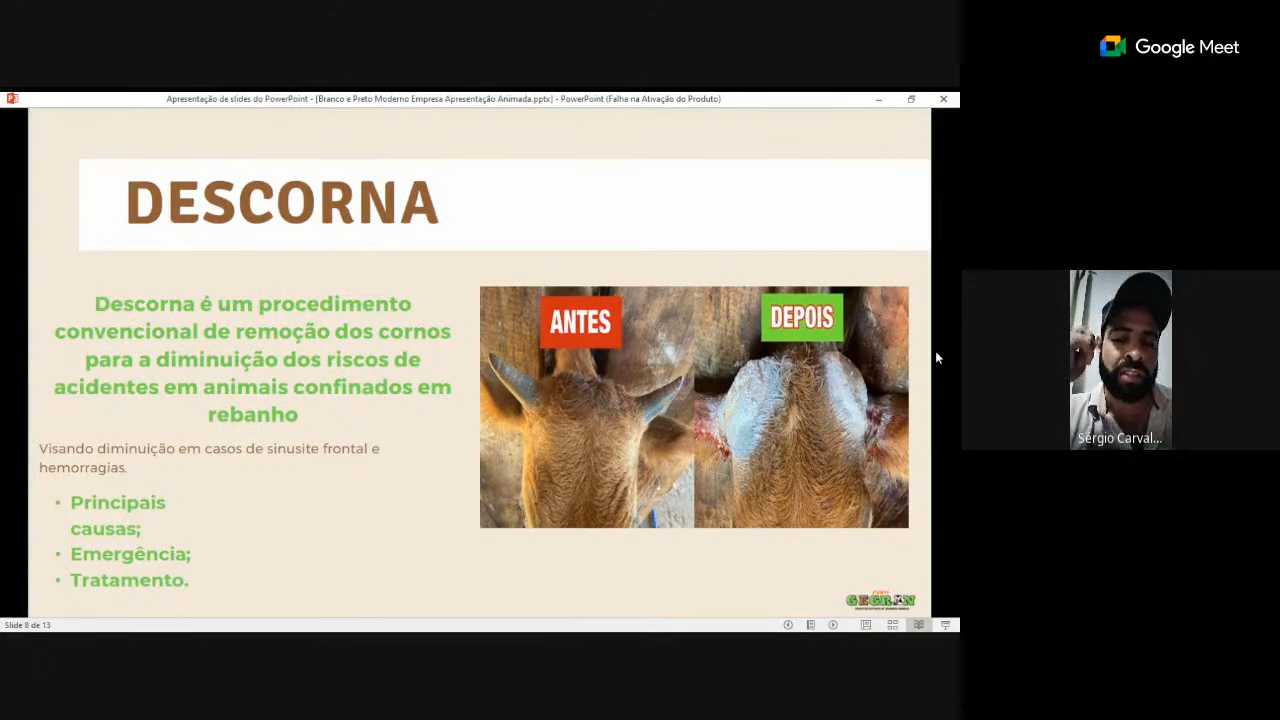 Google Meet
Apresentação de slides do PowerPoint - [Branco e Preto Moderno Empresa Apresentação Animada.pptx] - PowerPoint (Falha na Ativação do Produto)
DESCORNA
Descorna é um procedimento
convencional de remoção dos cornos
para a diminuição dos riscos de
acidentes em animais confinados em
rebanho
Visando diminuição em casos de sinusite frontal e
hemorragias.
• Principais
causas;
• Emergência;
• Tratamento.
ANTES
DEPOIS
Sérgio Carval...
GEGRAN
Slide 8 de 13